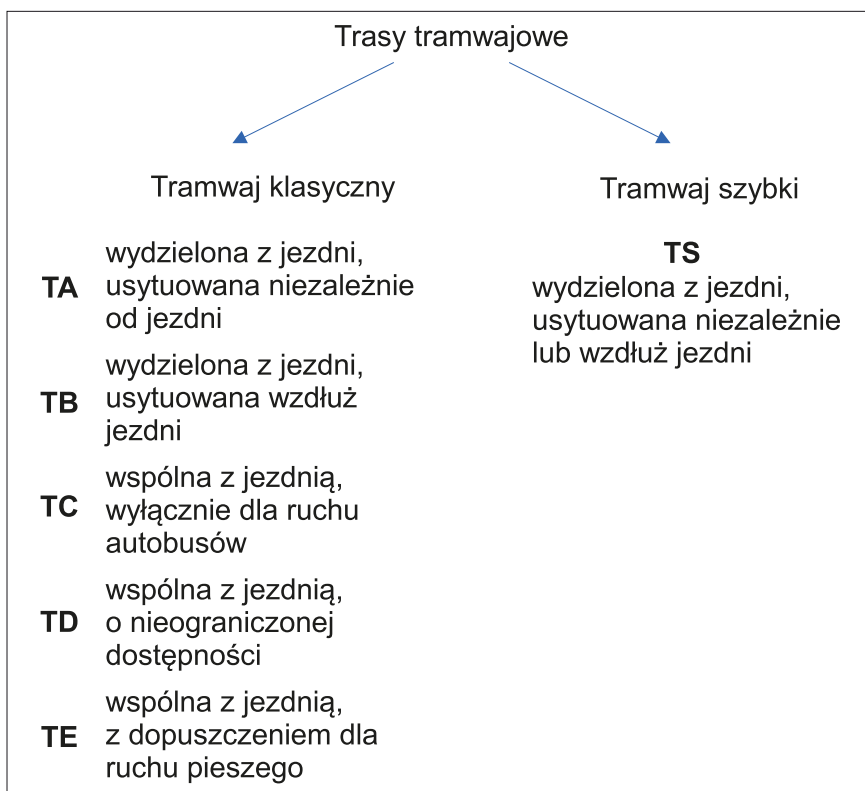 Trasy tramwajowe
Tramwaj klasyczny
TA
wydzielona z jezdni,
usytuowana niezależnie
od jezdni
TB
wydzielona z jezdni,
usytuowana wzdłuż
jezdni
TC
wspólna z jezdnią,
wyłącznie dla ruchu
autobusów
TD
wspólna z jezdnią,
o nieograniczonej
dostępności
TE
wspólna z jezdnią,
z dopuszczeniem dla
ruchu pieszego
Tramwaj szybki
TS
wydzielona z jezdni,
usytuowana niezależnie
lub wzdłuż jezdni